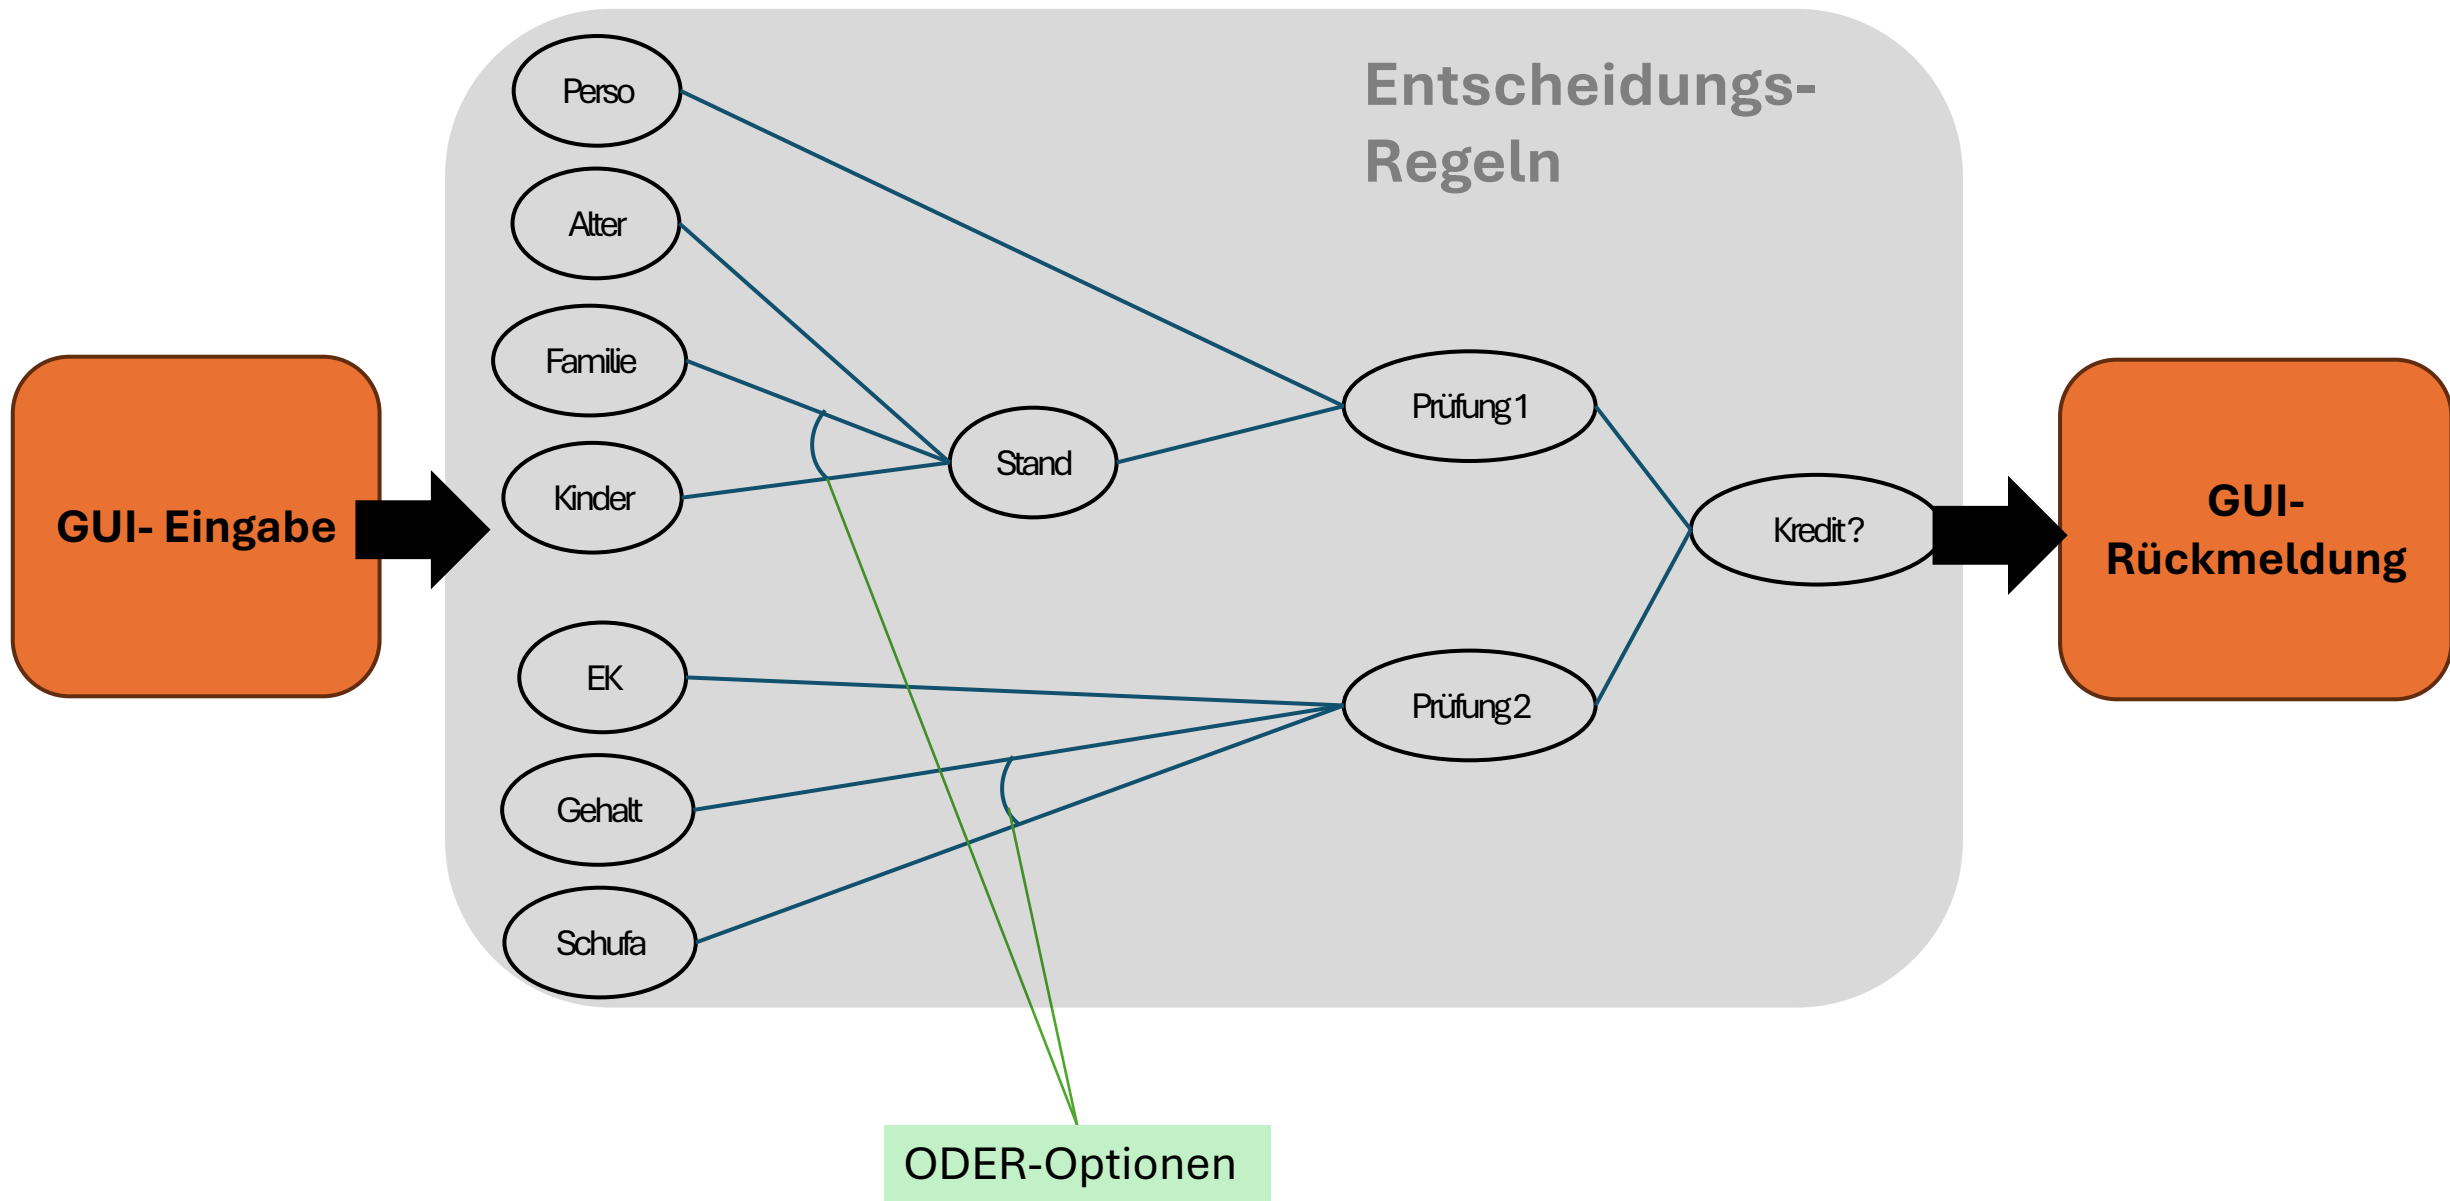 Entscheidungs-
Regeln
Perso
Alter
Familie
Kinder
EK
Gehalt
Schufa
Stand
Prüfung 1
Prüfung 2
Kredit ?
GUI- Eingabe
GUI-
Rückmeldung
ODER-Optionen